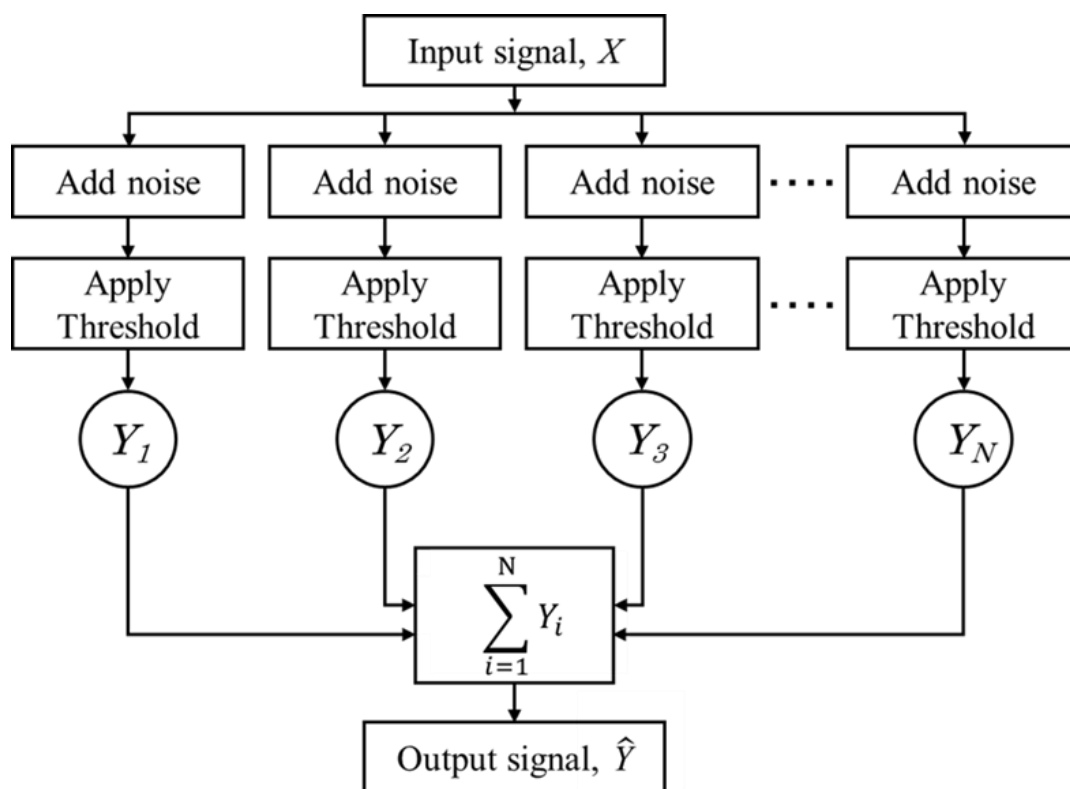 Input signal, X
Add noise Add noise Add noise .... Add noise
Apply Threshold Apply Threshold Apply Threshold .... Apply Threshold
Y₁ Y₂ Y₃ Y_N
N
∑ Yᵢ
i=1
Output signal, Ŷ